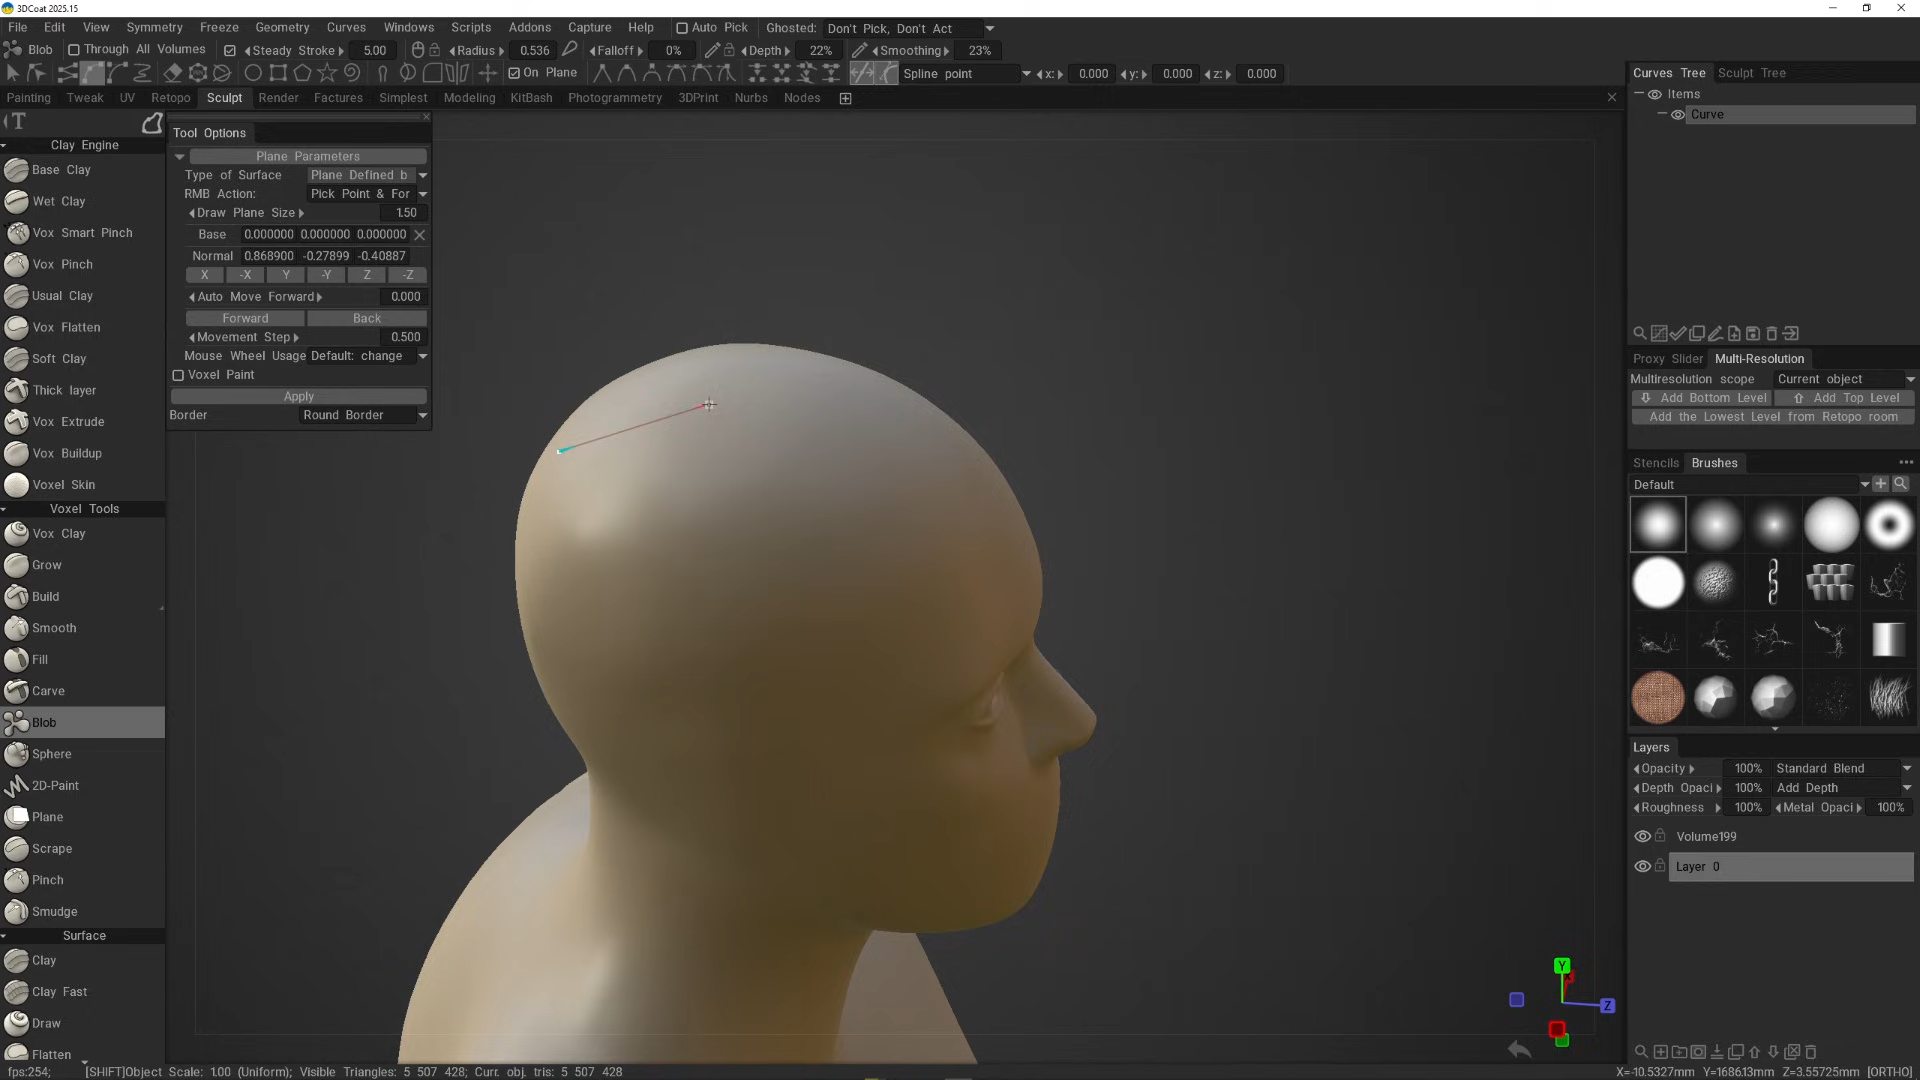 3DCoat 2025.15
File Edit View Symmetry Freeze Geometry Curves Windows Scripts Addons Capture Help Auto Pick Ghosted: Don't Pick, Don't Act
Blob Through All Volumes Steady Stroke 5.00 Radius 0.536 Falloff 0% Depth 22% Smoothing 23%
On Plane Spline point x: 0.000 y: 0.000 z: 0.000
Painting Tweak UV Retopo Sculpt Render Factures Simplest Modeling KitBash Photogrammetry 3DPrint Nurbs Nodes
T
Clay Engine
Base Clay
Wet Clay
Vox Smart Pinch
Vox Pinch
Usual Clay
Vox Flatten
Soft Clay
Thick layer
Vox Extrude
Vox Buildup
Voxel Skin
Voxel Tools
Vox Clay
Grow
Build
Smooth
Fill
Carve
Blob
Sphere
2D-Paint
Plane
Scrape
Pinch
Smudge
Surface
Clay
Clay Fast
Draw
Flatten
Tool Options
Plane Parameters
Type of Surface Plane Defined b
RMB Action: Pick Point & For
Draw Plane Size 1.50
Base 0.000000 0.000000 0.000000
Normal 0.868900 -0.27899 -0.40887
X -X Y -Y Z -Z
Auto Move Forward 0.000
Forward Back
Movement Step 0.500
Mouse Wheel Usage Default: change
Voxel Paint
Apply
Border Round Border
Y
Z
Curves Tree Sculpt Tree
Items
Curve
Proxy Slider Multi-Resolution
Multiresolution scope Current object
Add Bottom Level Add Top Level
Add the Lowest Level from Retopo room
Stencils Brushes
Default
Layers
Opacity 100% Standard Blend
Depth Opaci 100% Add Depth
Roughness 100% Metal Opaci 100%
Volume199
Layer 0
fps:254; [SHIFT]Object Scale: 1.00 (Uniform); Visible Triangles: 5 507 428; Curr. obj. tris: 5 507 428
X=-10.5327mm Y=1686.13mm Z=3.55725mm [ORTHO]